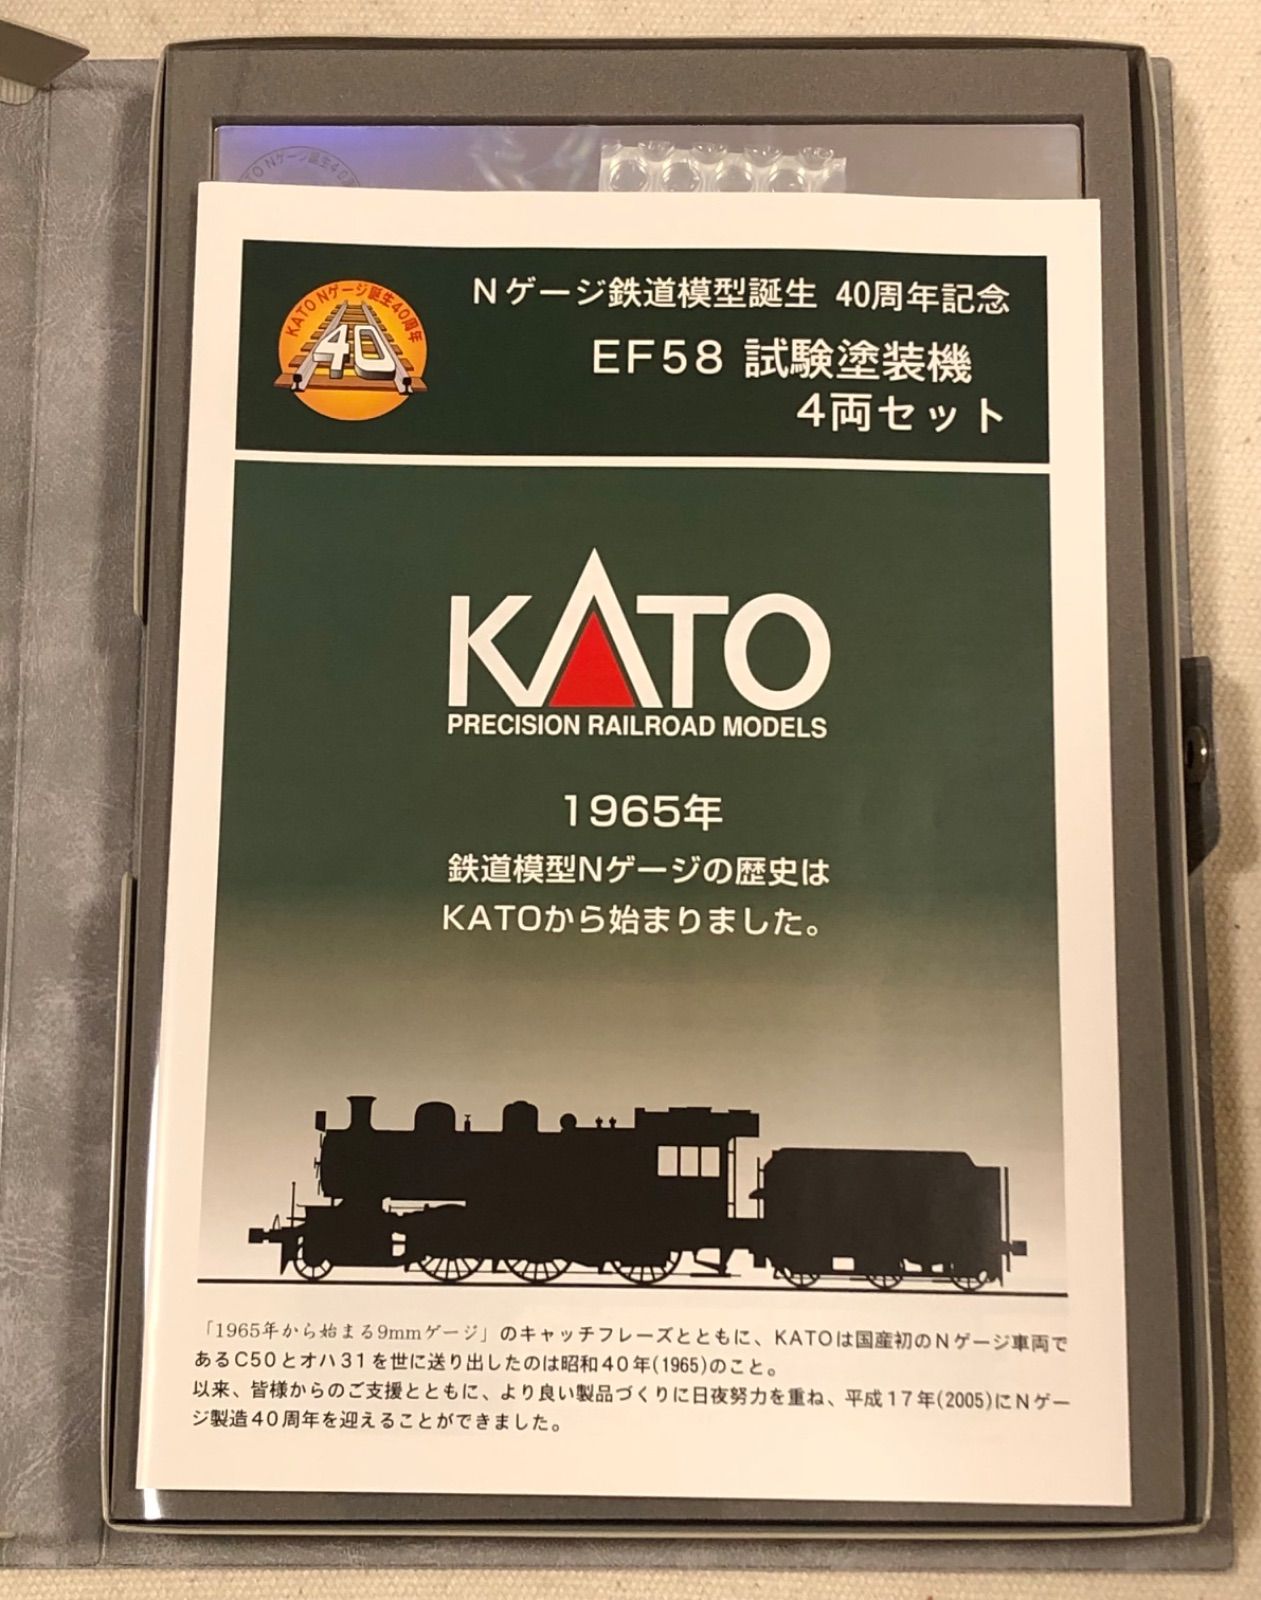 KATO Nゲージ誕生40周
KATO Nゲージ誕生40周年
40
Nゲージ鉄道模型誕生 40周年記念
EF58 試験塗装機
4両セット
KATO
PRECISION RAILROAD MODELS
1965年
鉄道模型Nゲージの歴史は
KATOから始まりました。
「1965年から始まる9mmゲージ」のキャッチフレーズとともに、KATOは国産初のNゲージ車両で
あるC50とオハ31を世に送り出したのは昭和40年(1965)のこと。
以来、皆様からのご支援とともに、より良い製品づくりに日夜努力を重ね、平成17年(2005)にNゲー
ジ製造40周年を迎えることができました。